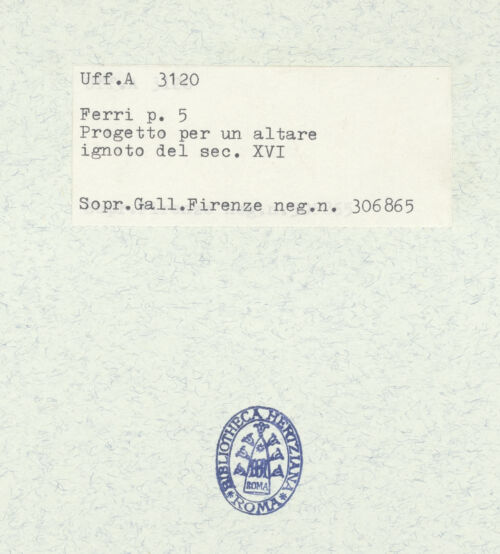 Uff.A 3120
Ferri p. 5
Progetto per un altare
ignoto del sec. XVI
Sopr.Gall.Firenze neg.n. 306865
BIBLIOTHECA HERTZIANA
ROMA
ROMA